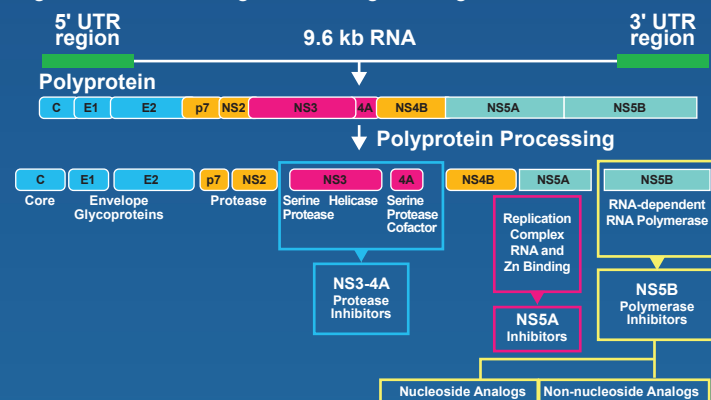 5' UTR
region
9.6 kb RNA
3' UTR
region
Polyprotein
C E1 E2 p7 NS2 NS3 4A NS4B NS5A NS5B
Polyprotein Processing
C E1 E2 p7 NS2 NS3 4A NS4B NS5A NS5B
Core
Envelope
Glycoproteins
Protease
Serine Helicase
Protease
Serine
Protease
Cofactor
Replication
Complex
RNA and
Zn Binding
RNA-dependent
RNA Polymerase
NS3-4A
Protease
Inhibitors
NS5A
Inhibitors
NS5B
Polymerase
Inhibitors
Nucleoside Analogs
Non-nucleoside Analogs